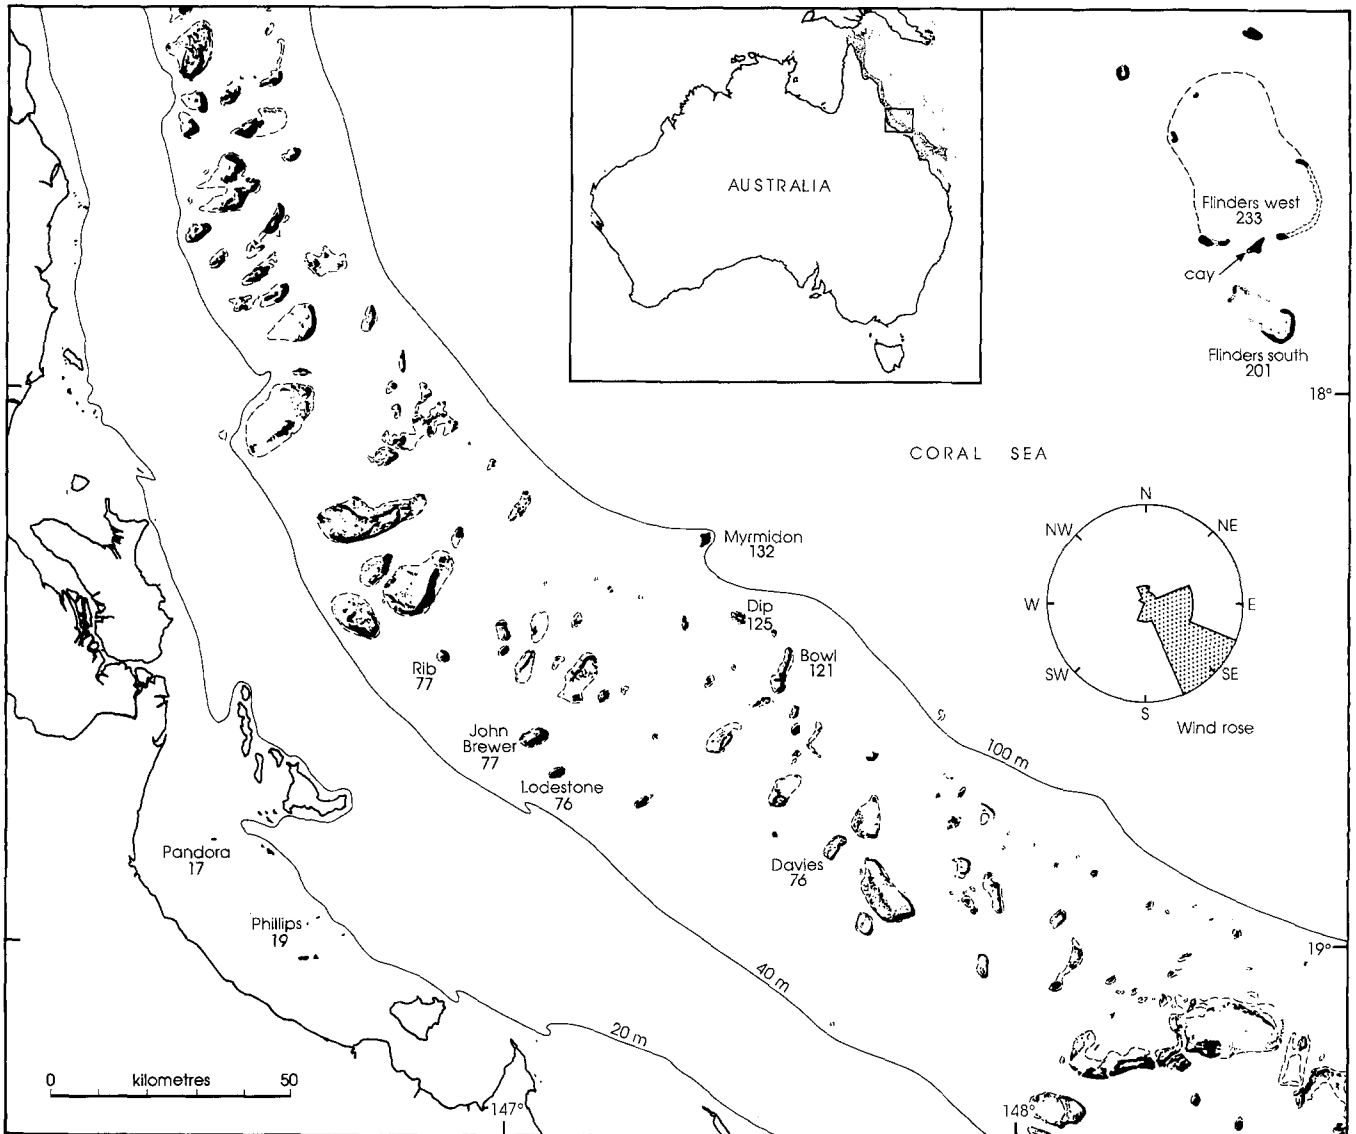 AUSTRALIA
Flinders west
233
cay
Flinders south
201
18°
CORAL SEA
N
NW
NE
W
E
SW
SE
S
Wind rose
Myrmidon
132
Dip
125
Bowl
121
Rib
77
John
Brewer
77
Lodestone
76
100 m
Pandora
17
Davies
76
Phillips
19
19°
40 m
20 m
0 kilometres 50
147°
148°